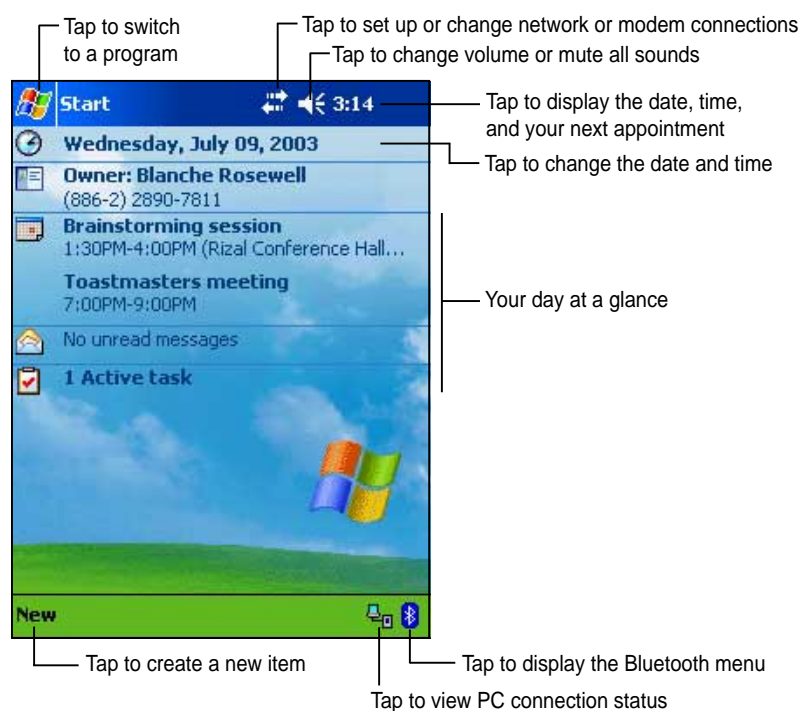 Tap to switch
to a program
Tap to set up or change network or modem connections
Tap to change volume or mute all sounds
Start 3:14
Tap to display the date, time,
and your next appointment
Wednesday, July 09, 2003
Tap to change the date and time
Owner: Blanche Rosewell
(886-2) 2890-7811
Brainstorming session
1:30PM-4:00PM (Rizal Conference Hall...
Toastmasters meeting
7:00PM-9:00PM
Your day at a glance
No unread messages
1 Active task
New
Tap to create a new item
Tap to display the Bluetooth menu
Tap to view PC connection status